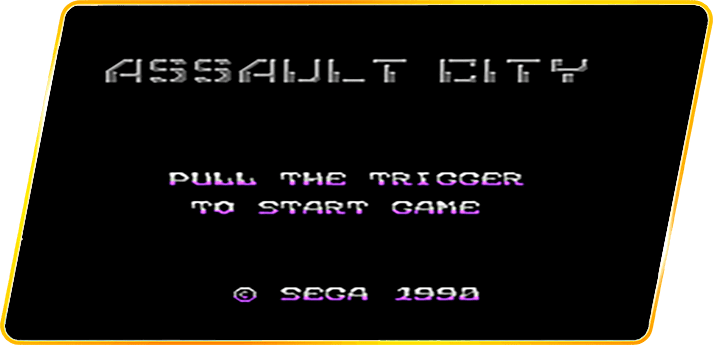 ASSAULT CITY
PULL THE TRIGGER
TO START GAME
© SEGA 1990